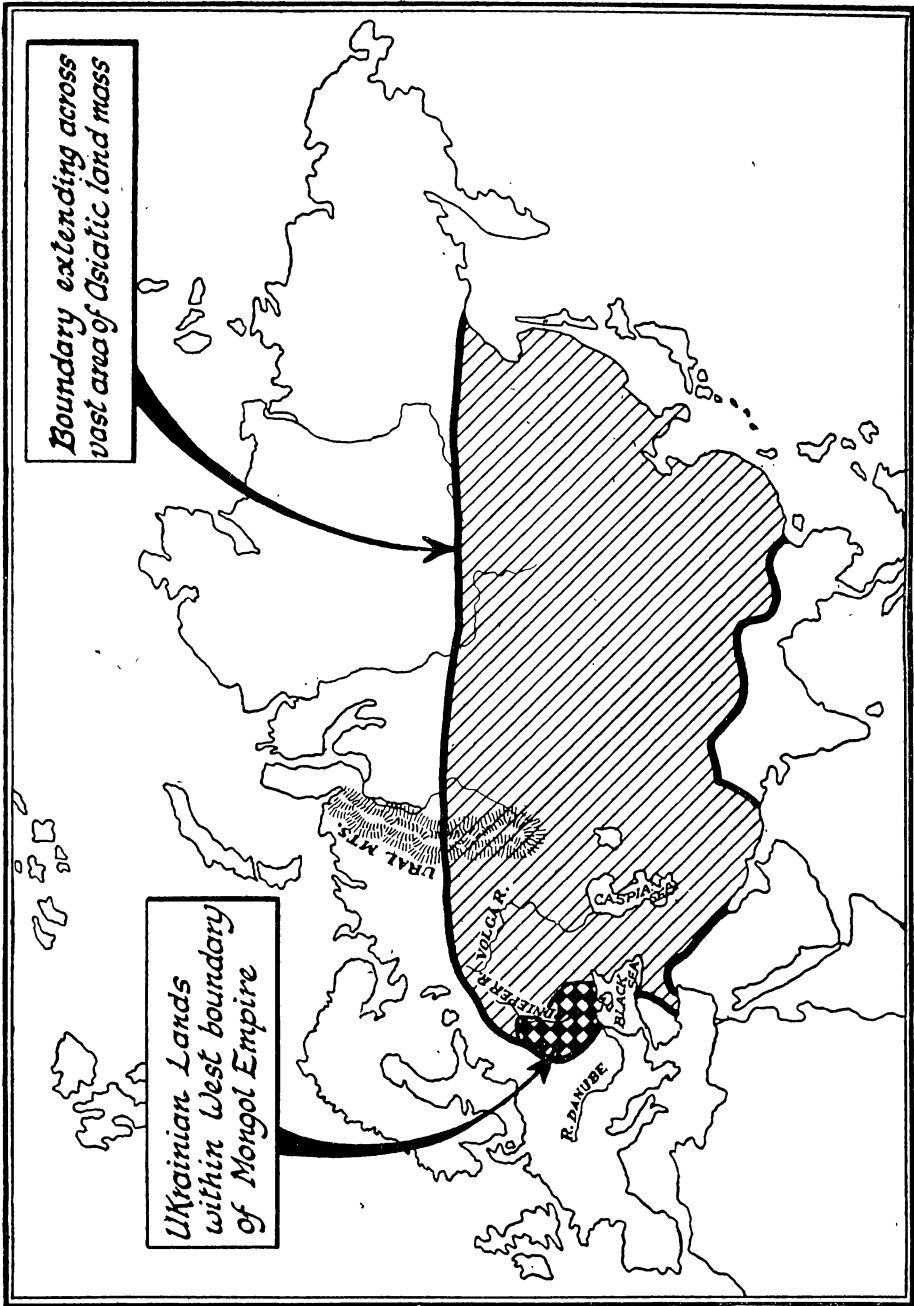 Boundary extending across
vast area of Asiatic land mass
Ukrainian Lands
within West boundary
of Mongol Empire
URAL MTS.
VOLGA R.
CASPIAN
SEA
DNIEPER R.
BLACK
SEA
R. DANUBE